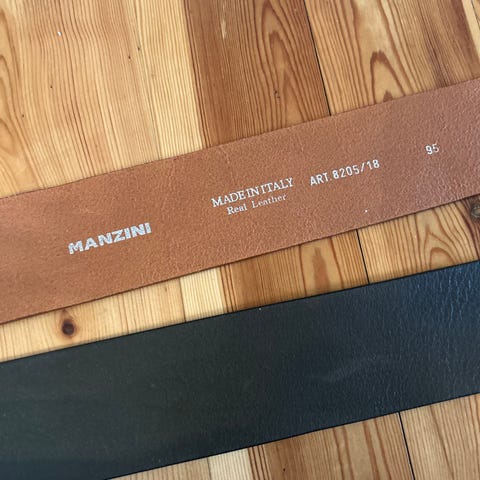 MANZINI
MADE IN ITALY
Real Leather
ART.8205/18
95